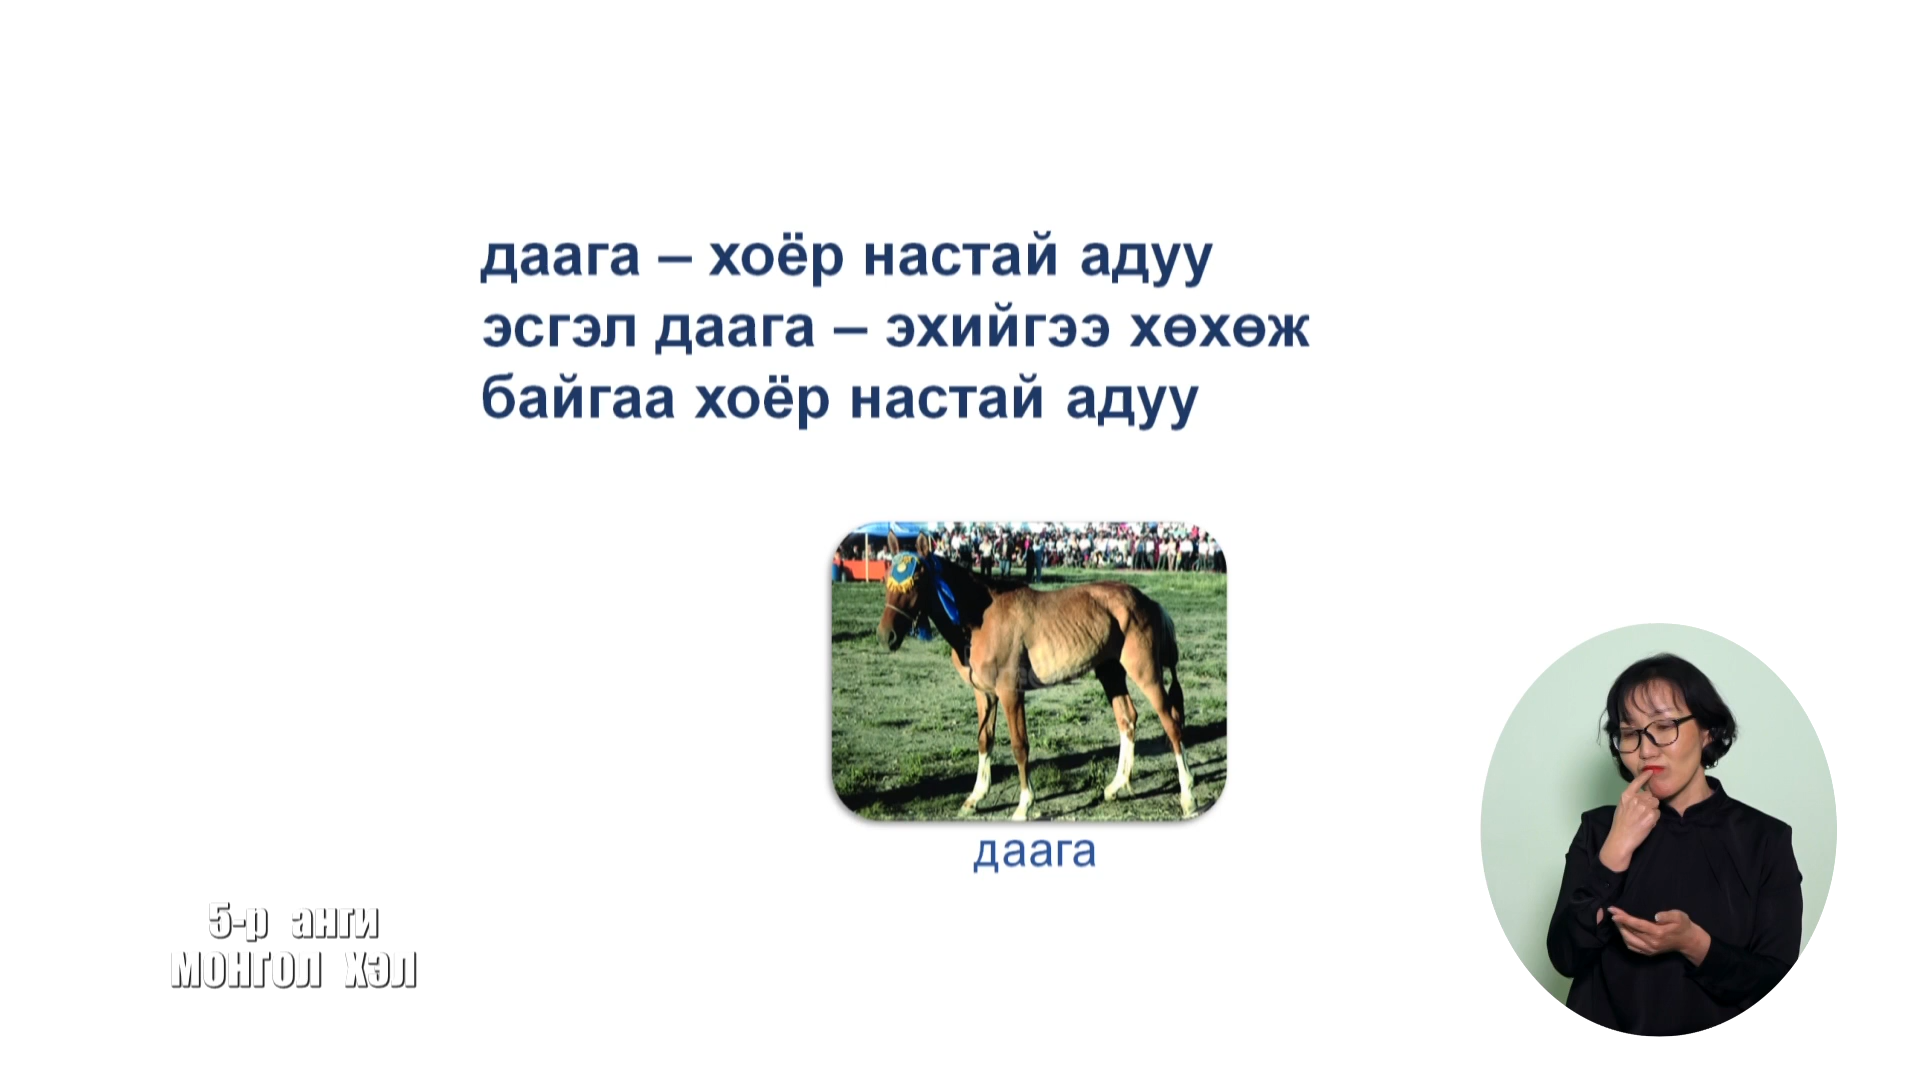 даага – хоёр настай адуу
эсгэл даага – эхийгээ хөхөж
байгаа хоёр настай адуу
даага
5-р анги
МОНГОЛ ХЭЛ